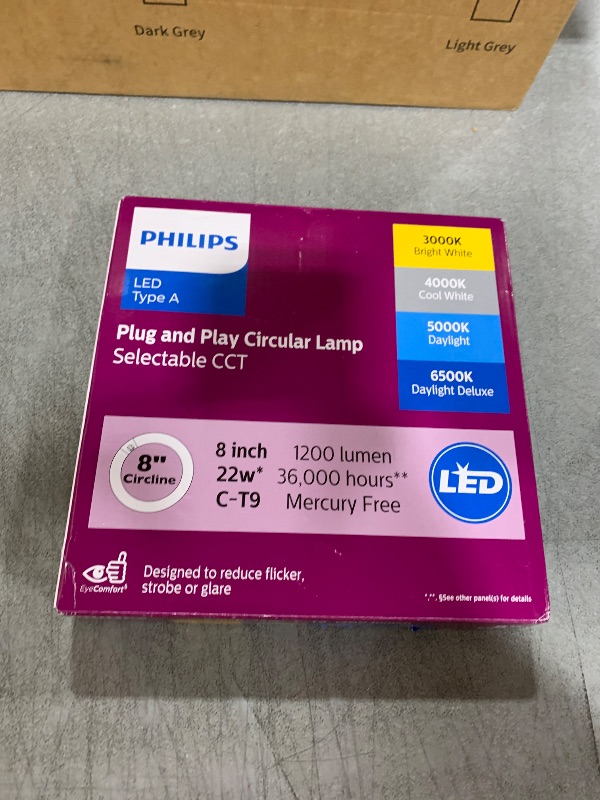 Dark Grey
Light Grey
PHILIPS
LED
Type A
Plug and Play Circular Lamp
Selectable CCT
3000K
Bright White
4000K
Cool White
5000K
Daylight
6500K
Daylight Deluxe
8"
Circline
8 inch
22w*
C-T9
1200 lumen
36,000 hours**
Mercury Free
LED
EyeComfort§
Designed to reduce flicker,
strobe or glare
*,**, §See other panel(s) for details